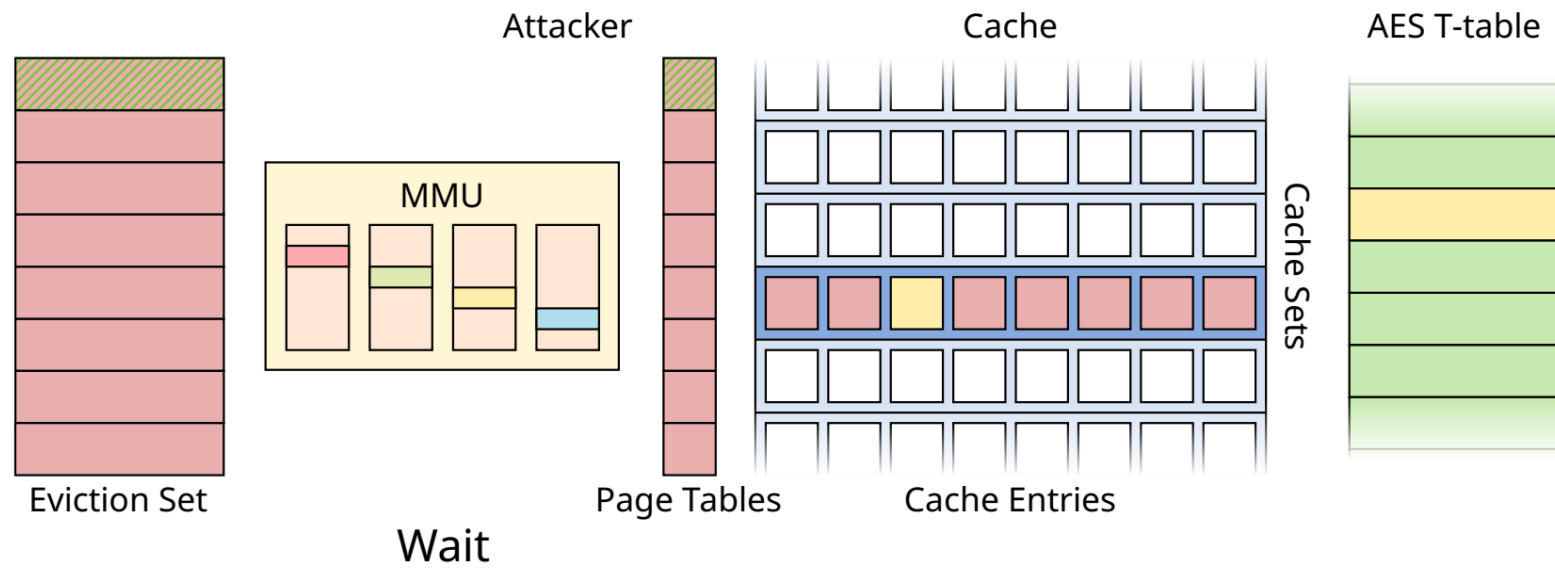 Attacker
Cache
AES T-table
MMU
Cache Sets
Eviction Set
Page Tables
Cache Entries
Wait